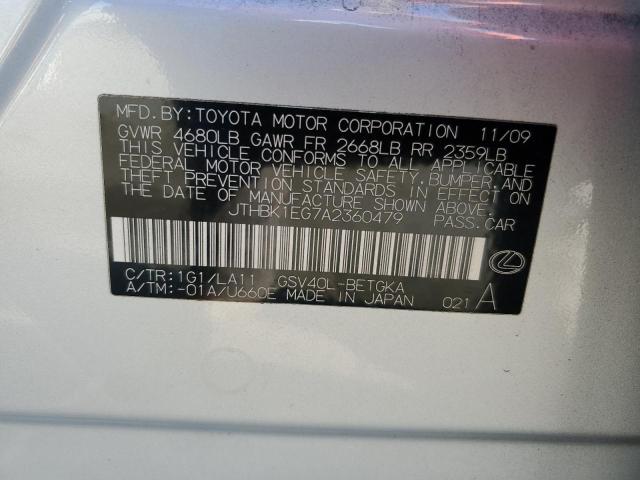 MFD. BY: TOYOTA MOTOR CORPORATION 11/09
GVWR 4680LB GAWR FR 2668LB RR 2359LB
THIS VEHICLE CONFORMS TO ALL APPLICABLE
FEDERAL MOTOR VEHICLE SAFETY, BUMPER, AND
THEFT PREVENTION STANDARDS IN EFFECT ON
THE DATE OF MANUFACTURE SHOWN ABOVE.
JTHBK1EG7A2360479 PASS.CAR
C/TR:1G1/LA11 GSV40L-BETGKA
A/TM:-01A/U660E MADE IN JAPAN 021 A